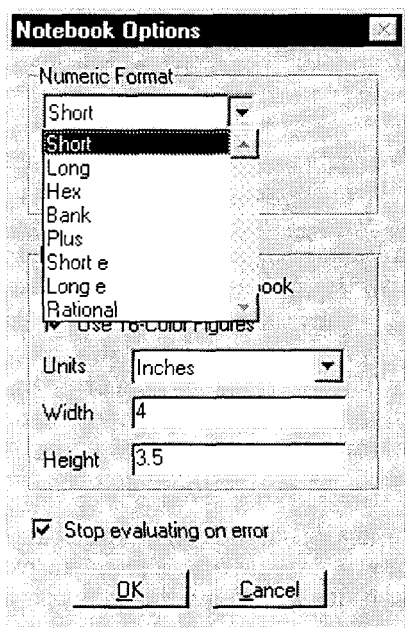 Notebook Options
Numeric Format
Short
Short
Long
Hex
Bank
Plus
Short e
Long e
Rational
ook
Use 16-Color Figures
Units Inches
Width 4
Height 3.5
Stop evaluating on error
OK Cancel